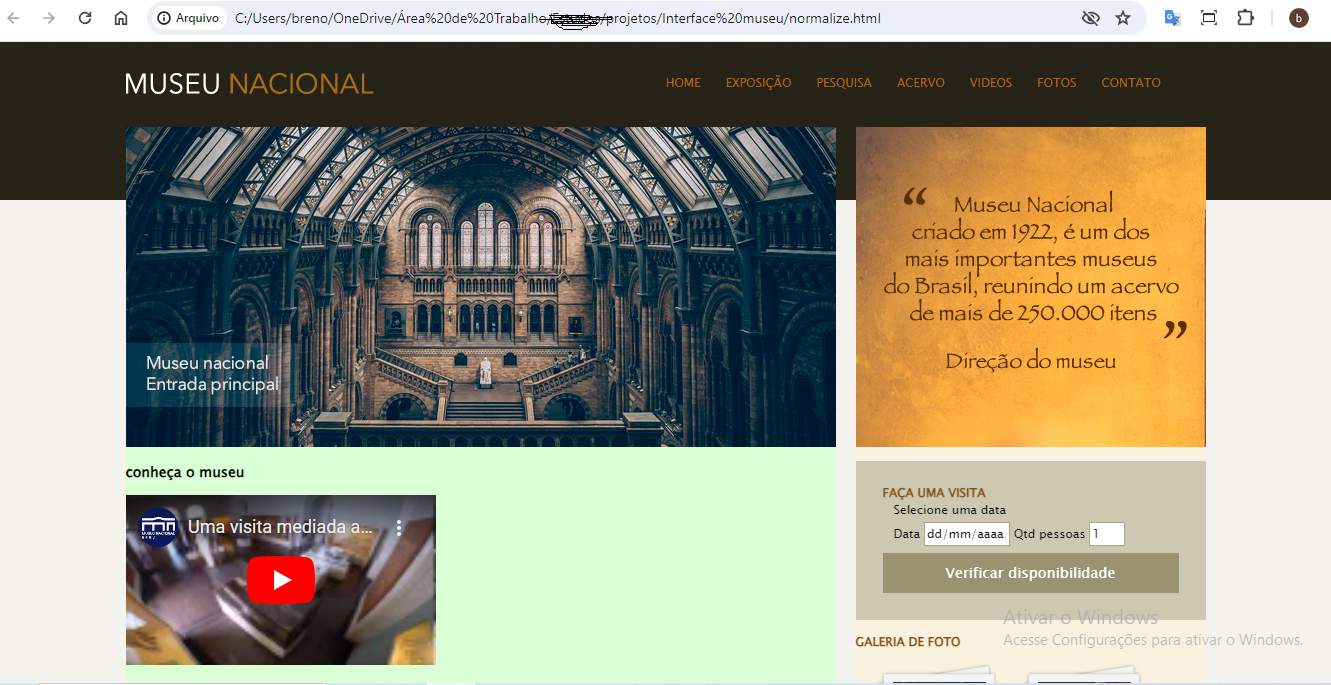 Arquivo C:/Users/breno/OneDrive/Área%20de%20Trabalho/ /projetos/Interface%20museu/normalize.html b
MUSEU NACIONAL
HOME EXPOSIÇÃO PESQUISA ACERVO VIDEOS FOTOS CONTATO
“ Museu Nacional
criado em 1922, é um dos
mais importantes museus
do Brasil, reunindo um acervo
de mais de 250.000 itens ”
Direção do museu
Museu nacional
Entrada principal
conheça o museu
Uma visita mediada a...
MUSEU NACIONAL
UFRJ
FAÇA UMA VISITA
Selecione uma data
Data dd/mm/aaaa Qtd pessoas 1
Verificar disponibilidade
GALERIA DE FOTO
Ativar o Windows
Acesse Configurações para ativar o Windows.